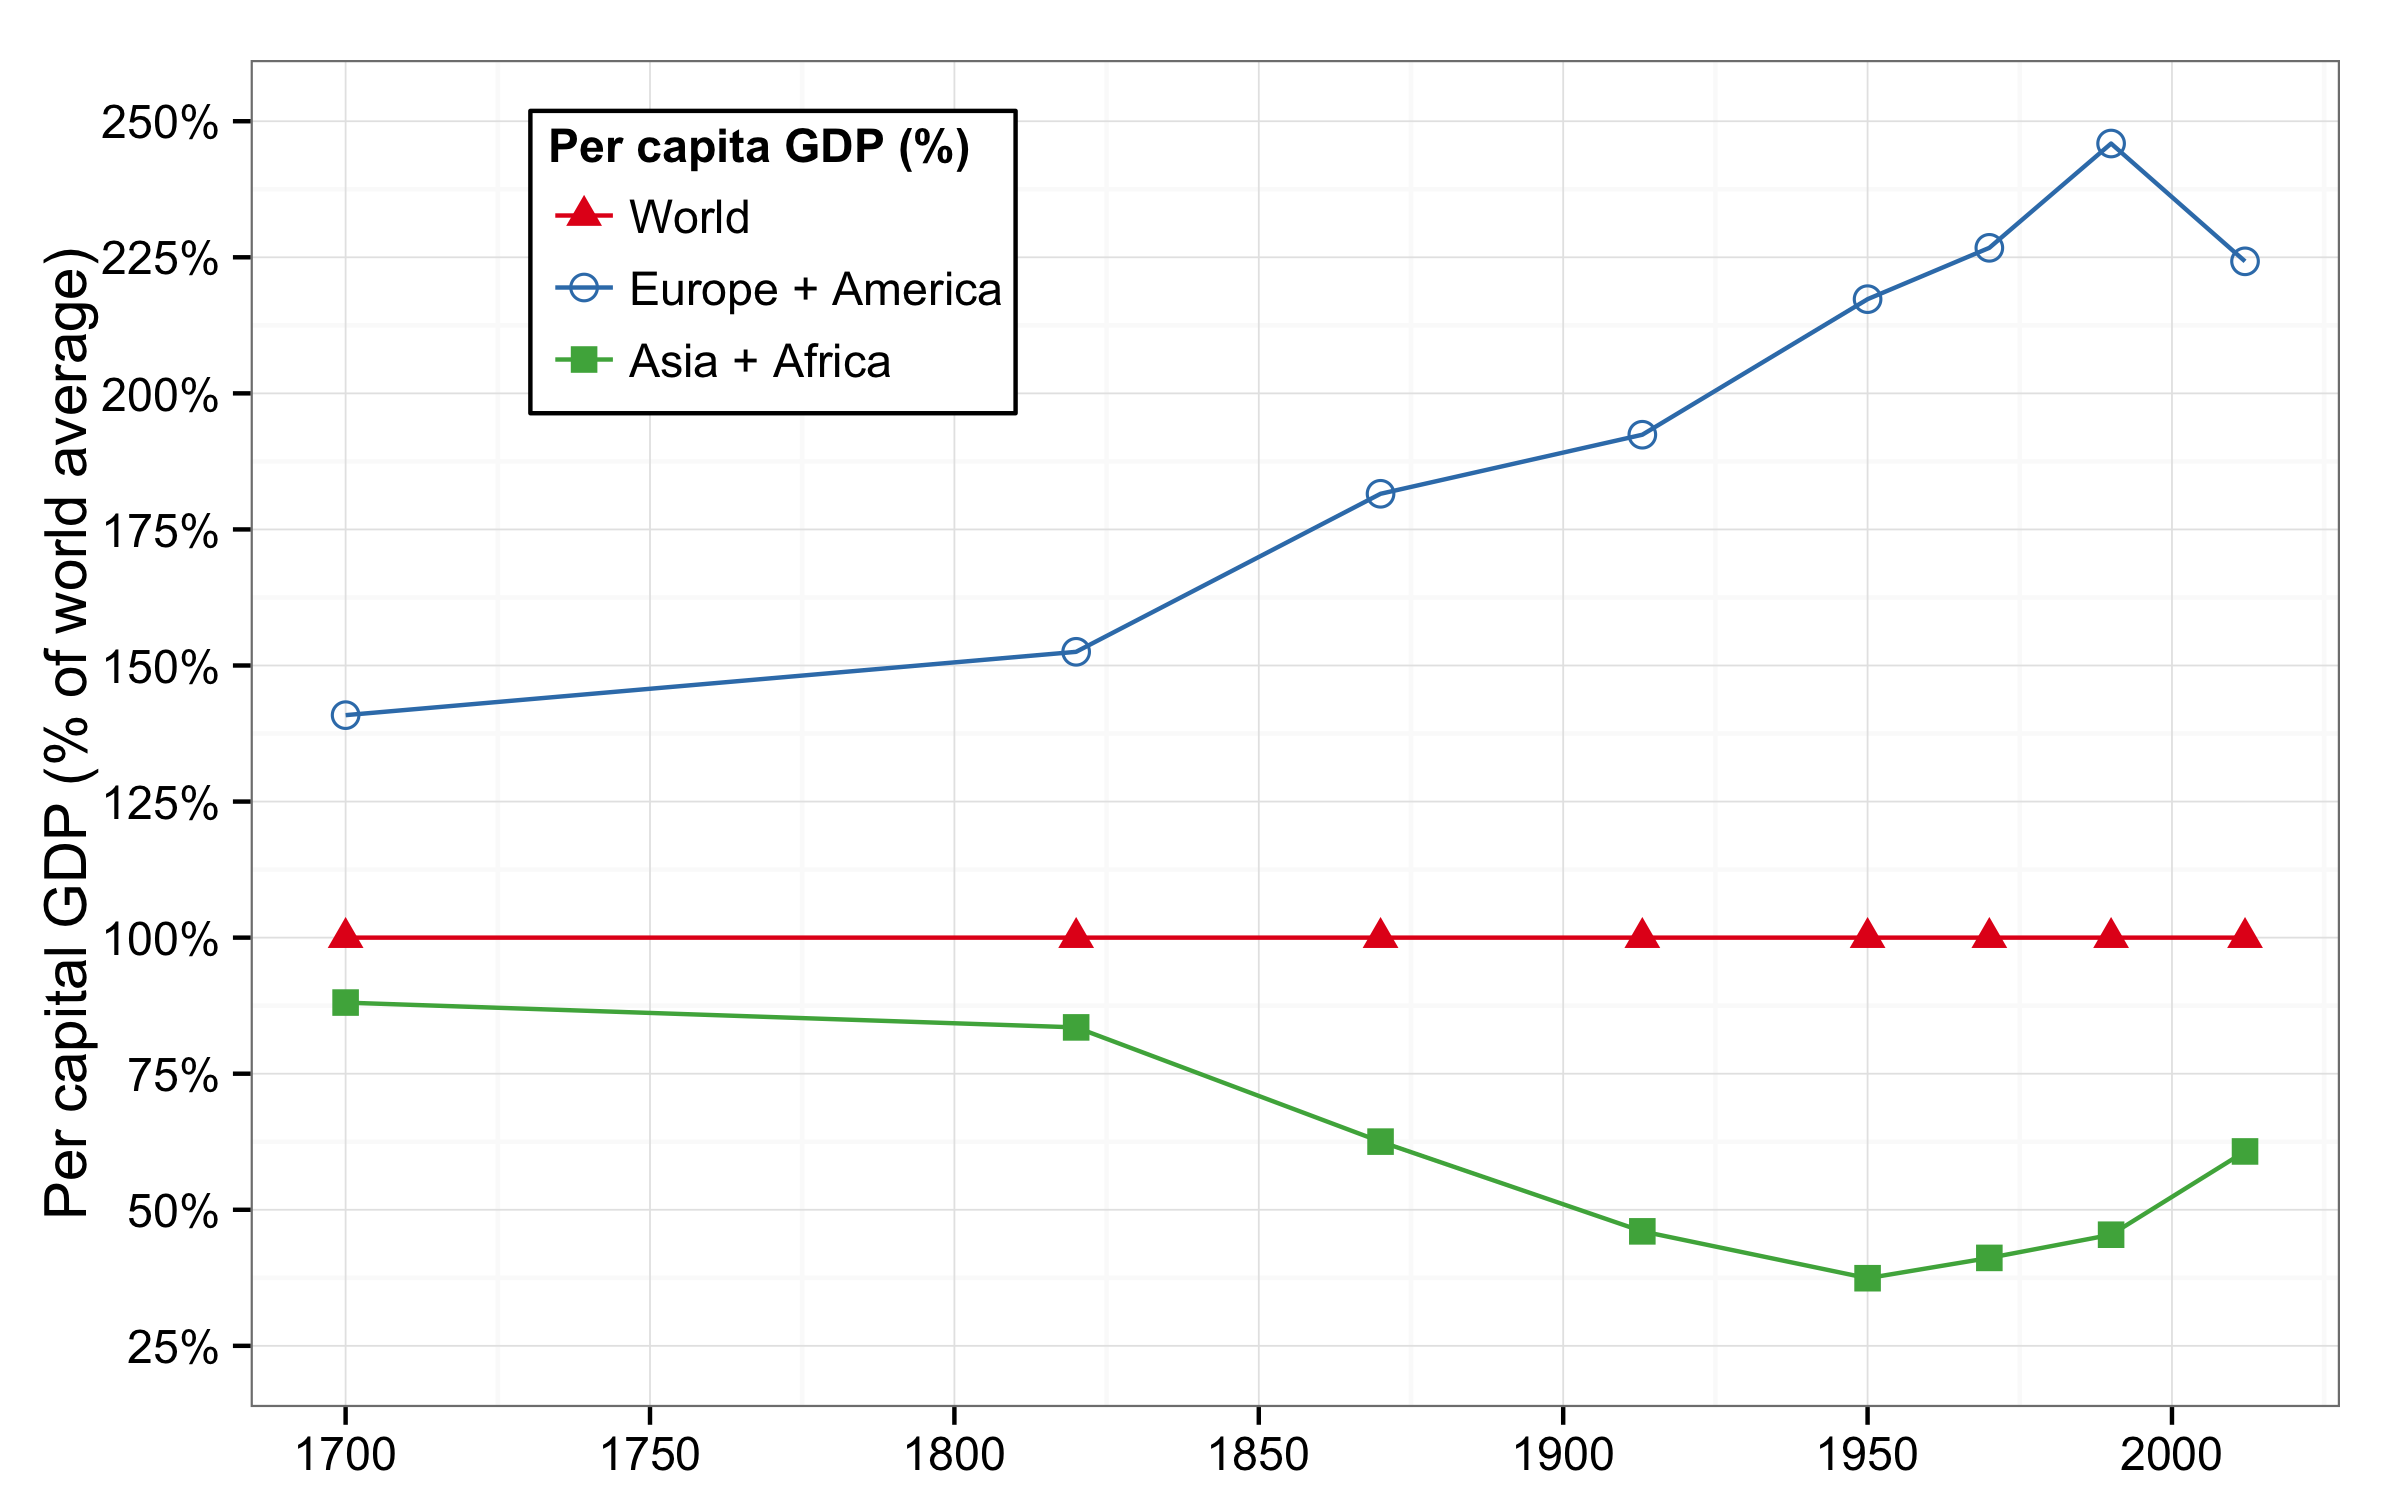 Per capital GDP (% of world average)
250%
225%
200%
175%
150%
125%
100%
75%
50%
25%
Per capita GDP (%)
World
Europe + America
Asia + Africa
1700 1750 1800 1850 1900 1950 2000